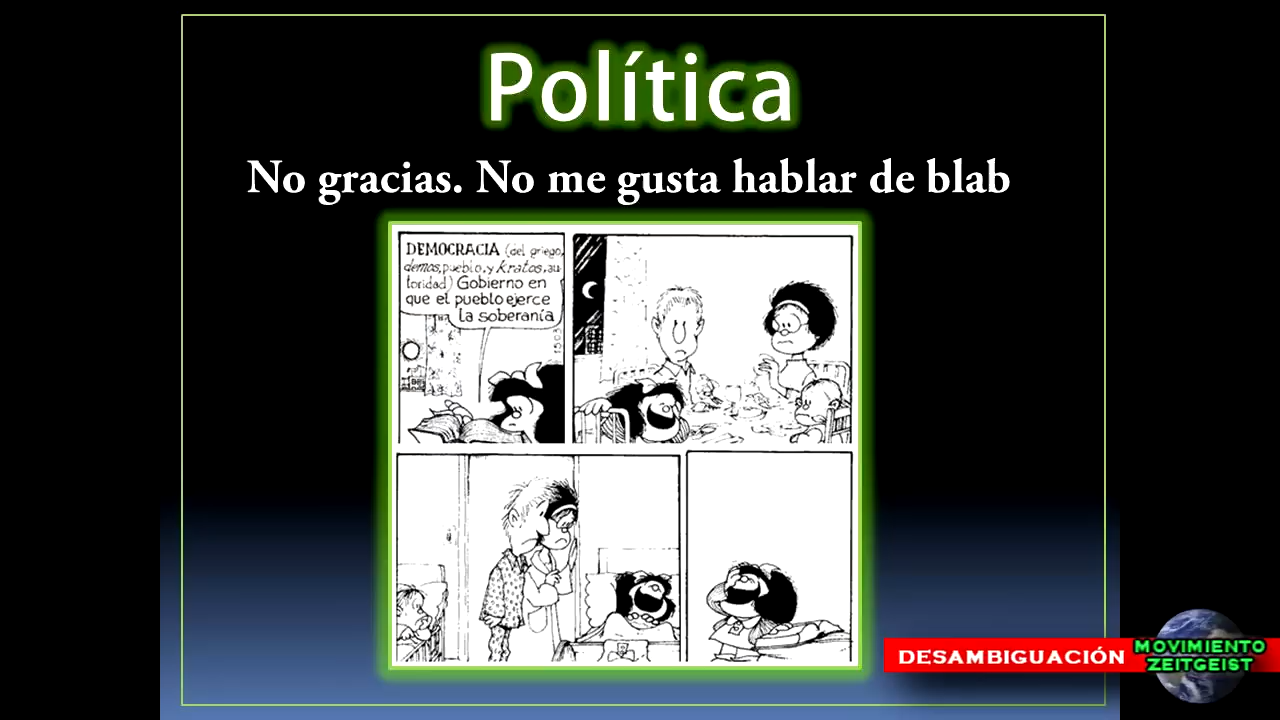 Política
No gracias. No me gusta hablar de blab
DEMOCRACIA (del griego,
demos, pueblo, y Kratos, au
toridad) Gobierno en
que el pueblo ejerce
la soberanía
DESAMBIGUACIÓN
MOVIMIENTO
ZEITGEIST